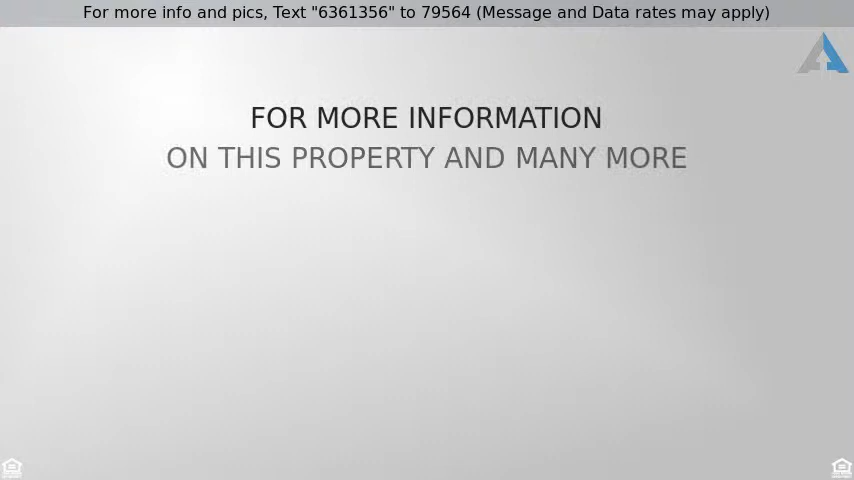 For more info and pics, Text "6361356" to 79564 (Message and Data rates may apply)
FOR MORE INFORMATION
ON THIS PROPERTY AND MANY MORE